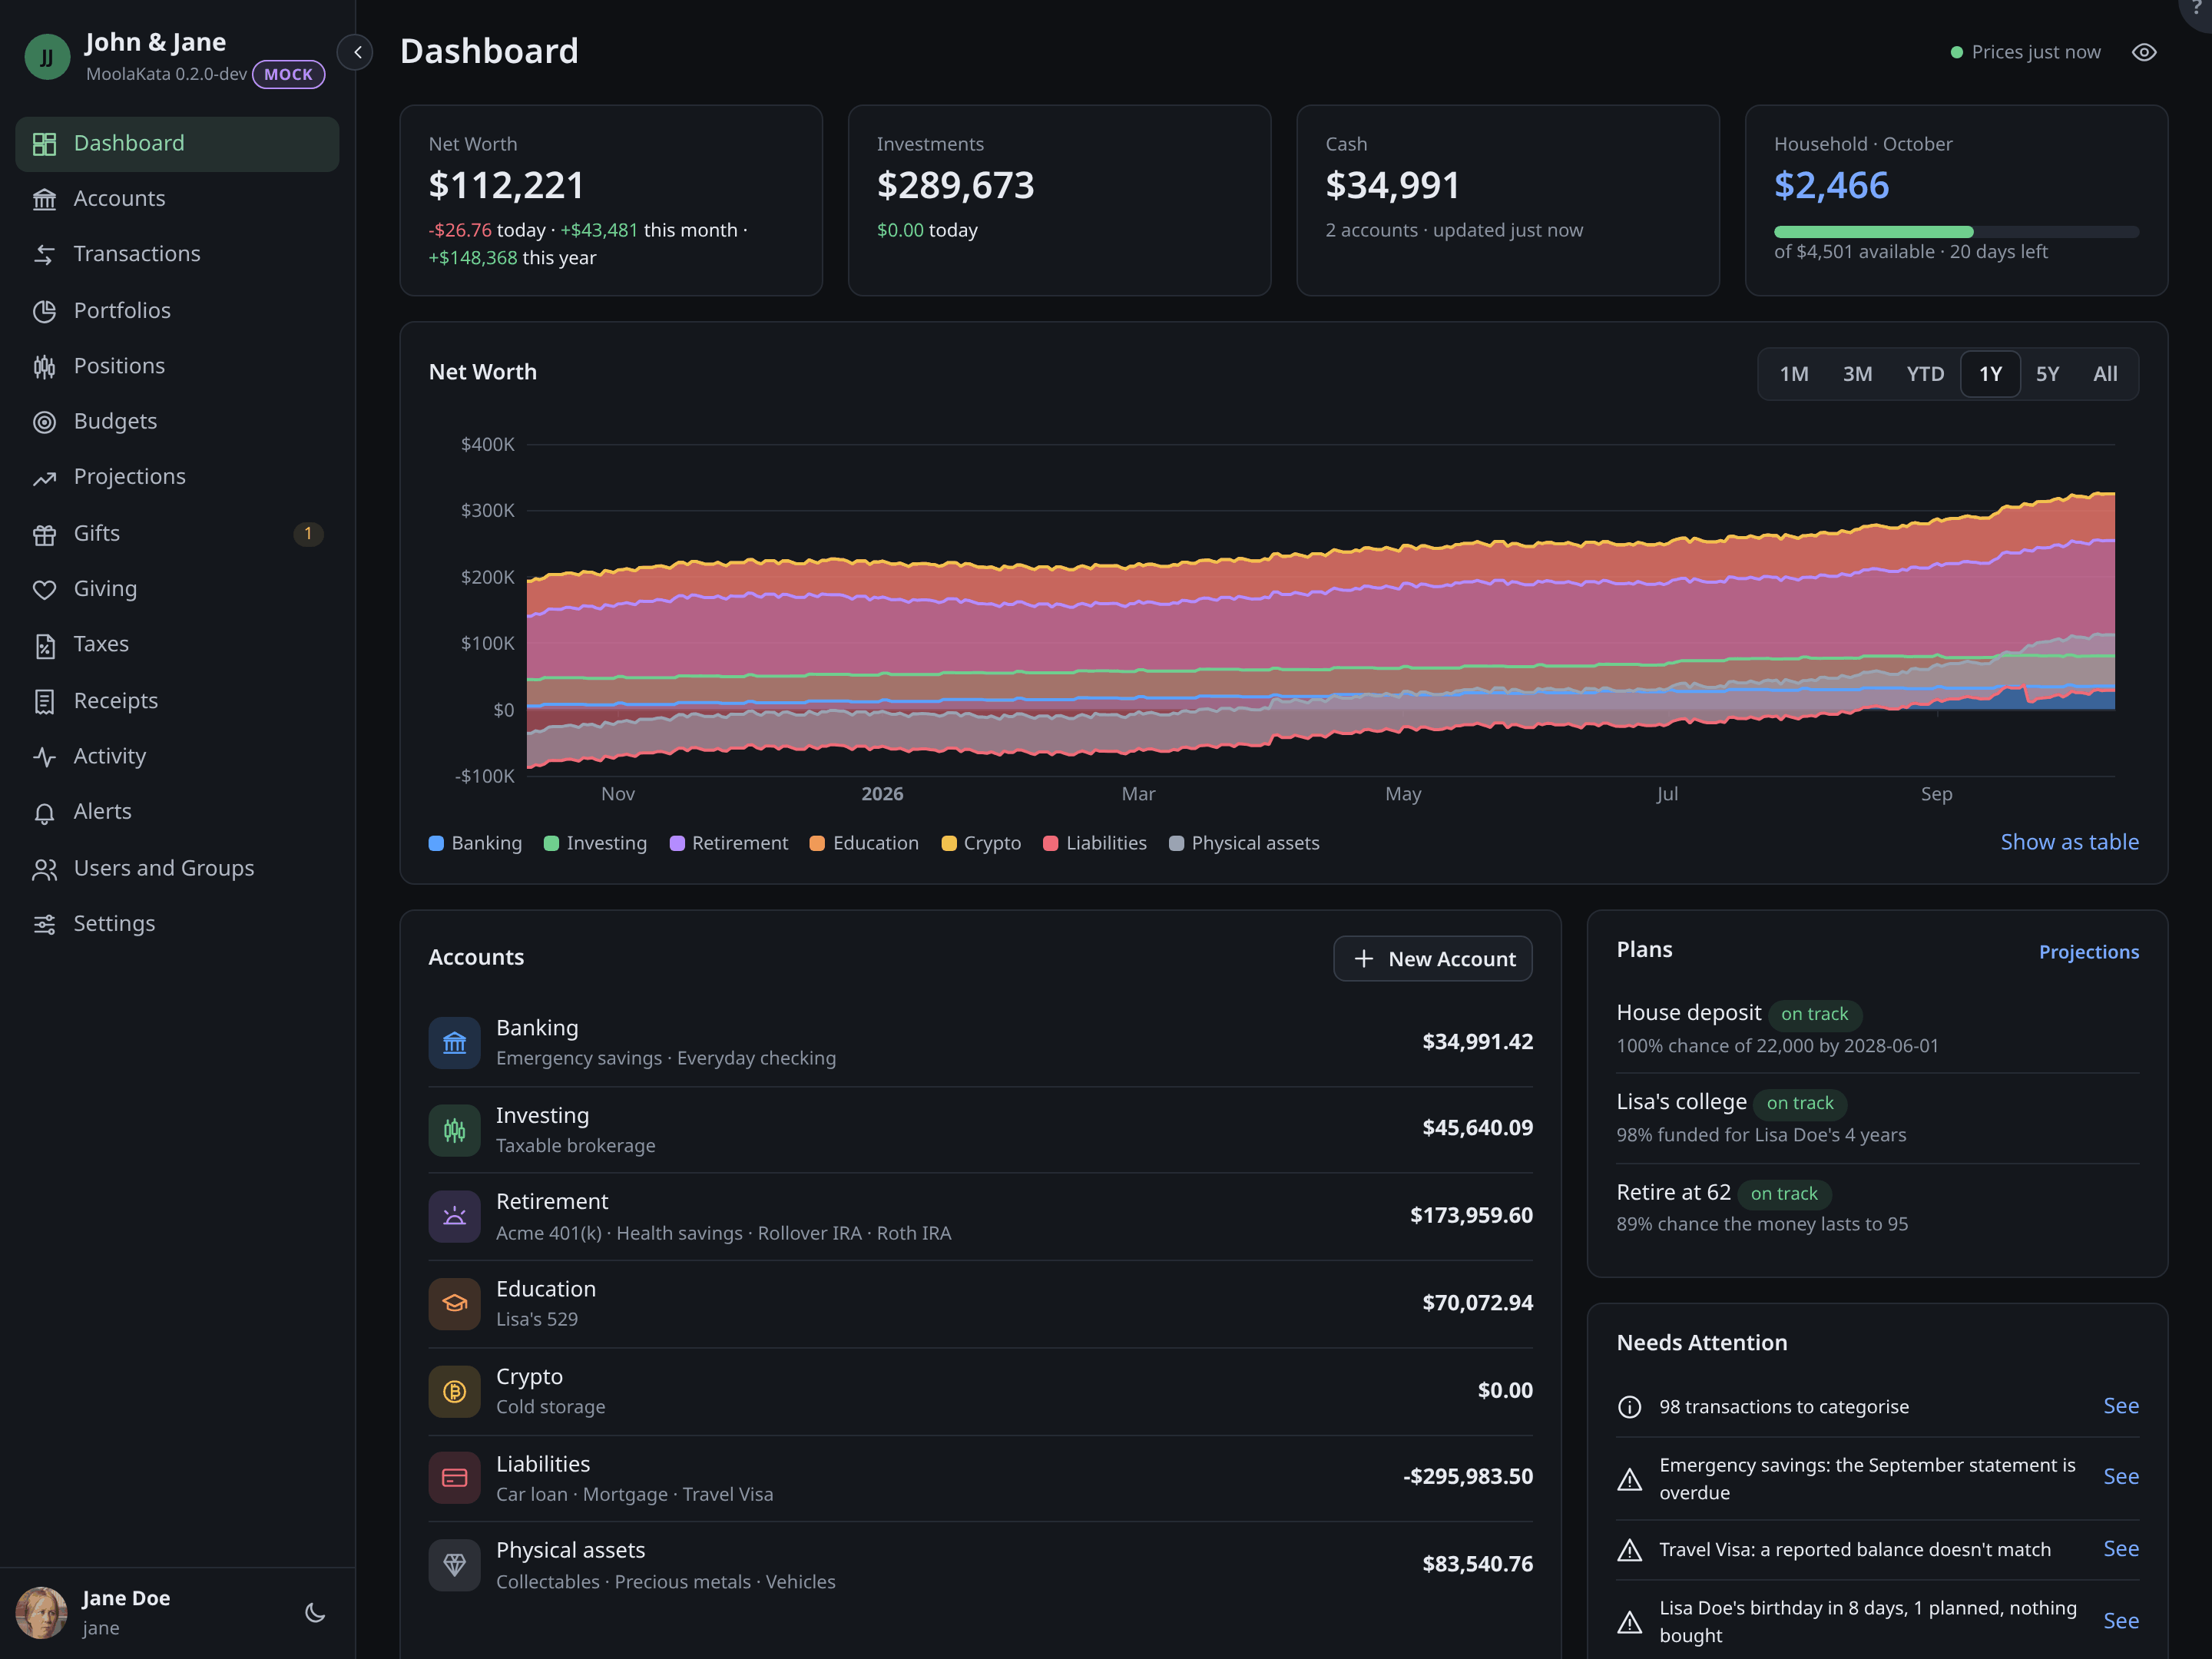 JJ
John & Jane
MoolaKata 0.2.0-dev MOCK
Dashboard
Accounts
Transactions
Portfolios
Positions
Budgets
Projections
Gifts 1
Giving
Taxes
Receipts
Activity
Alerts
Users and Groups
Settings
Jane Doe
jane
?
Dashboard
Prices just now
Net Worth
$112,221
-$26.76 today · +$43,481 this month ·
+$148,368 this year
Investments
$289,673
$0.00 today
Cash
$34,991
2 accounts · updated just now
Household · October
$2,466
of $4,501 available · 20 days left
Net Worth
1M 3M YTD 1Y 5Y All
$400K
$300K
$200K
$100K
$0
-$100K
Nov 2026 Mar May Jul Sep
Banking Investing Retirement Education Crypto Liabilities Physical assets
Show as table
Accounts
New Account
Banking
Emergency savings · Everyday checking
$34,991.42
Investing
Taxable brokerage
$45,640.09
Retirement
Acme 401(k) · Health savings · Rollover IRA · Roth IRA
$173,959.60
Education
Lisa's 529
$70,072.94
Crypto
Cold storage
$0.00
Liabilities
Car loan · Mortgage · Travel Visa
-$295,983.50
Physical assets
Collectables · Precious metals · Vehicles
$83,540.76
Plans
Projections
House deposit on track
100% chance of 22,000 by 2028-06-01
Lisa's college on track
98% funded for Lisa Doe's 4 years
Retire at 62 on track
89% chance the money lasts to 95
Needs Attention
98 transactions to categorise See
Emergency savings: the September statement is
overdue
See
Travel Visa: a reported balance doesn't match See
Lisa Doe's birthday in 8 days, 1 planned, nothing
bought
See